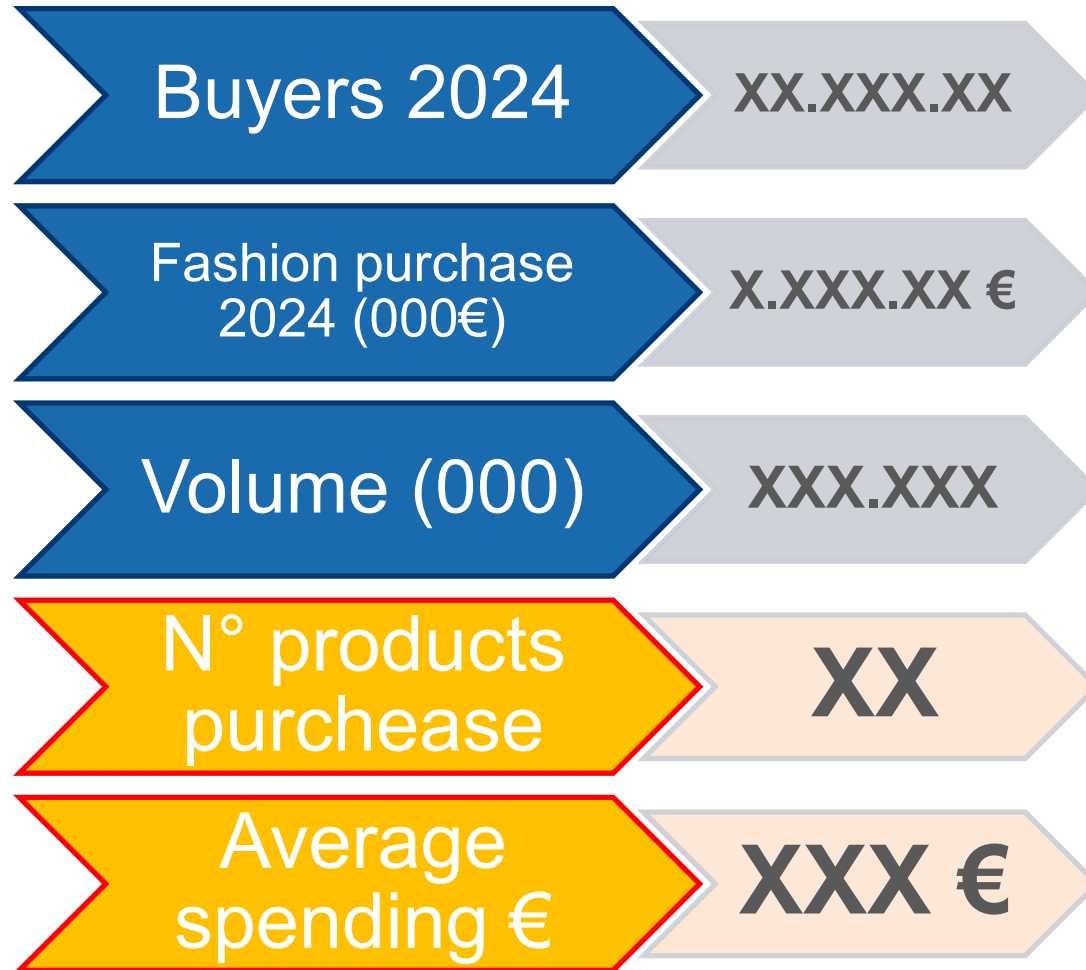 Buyers 2024
XX.XXX.XX
Fashion purchase
2024 (000€)
X.XXX.XX €
Volume (000)
XXX.XXX
N° products
purchease
XX
Average
spending €
XXX €